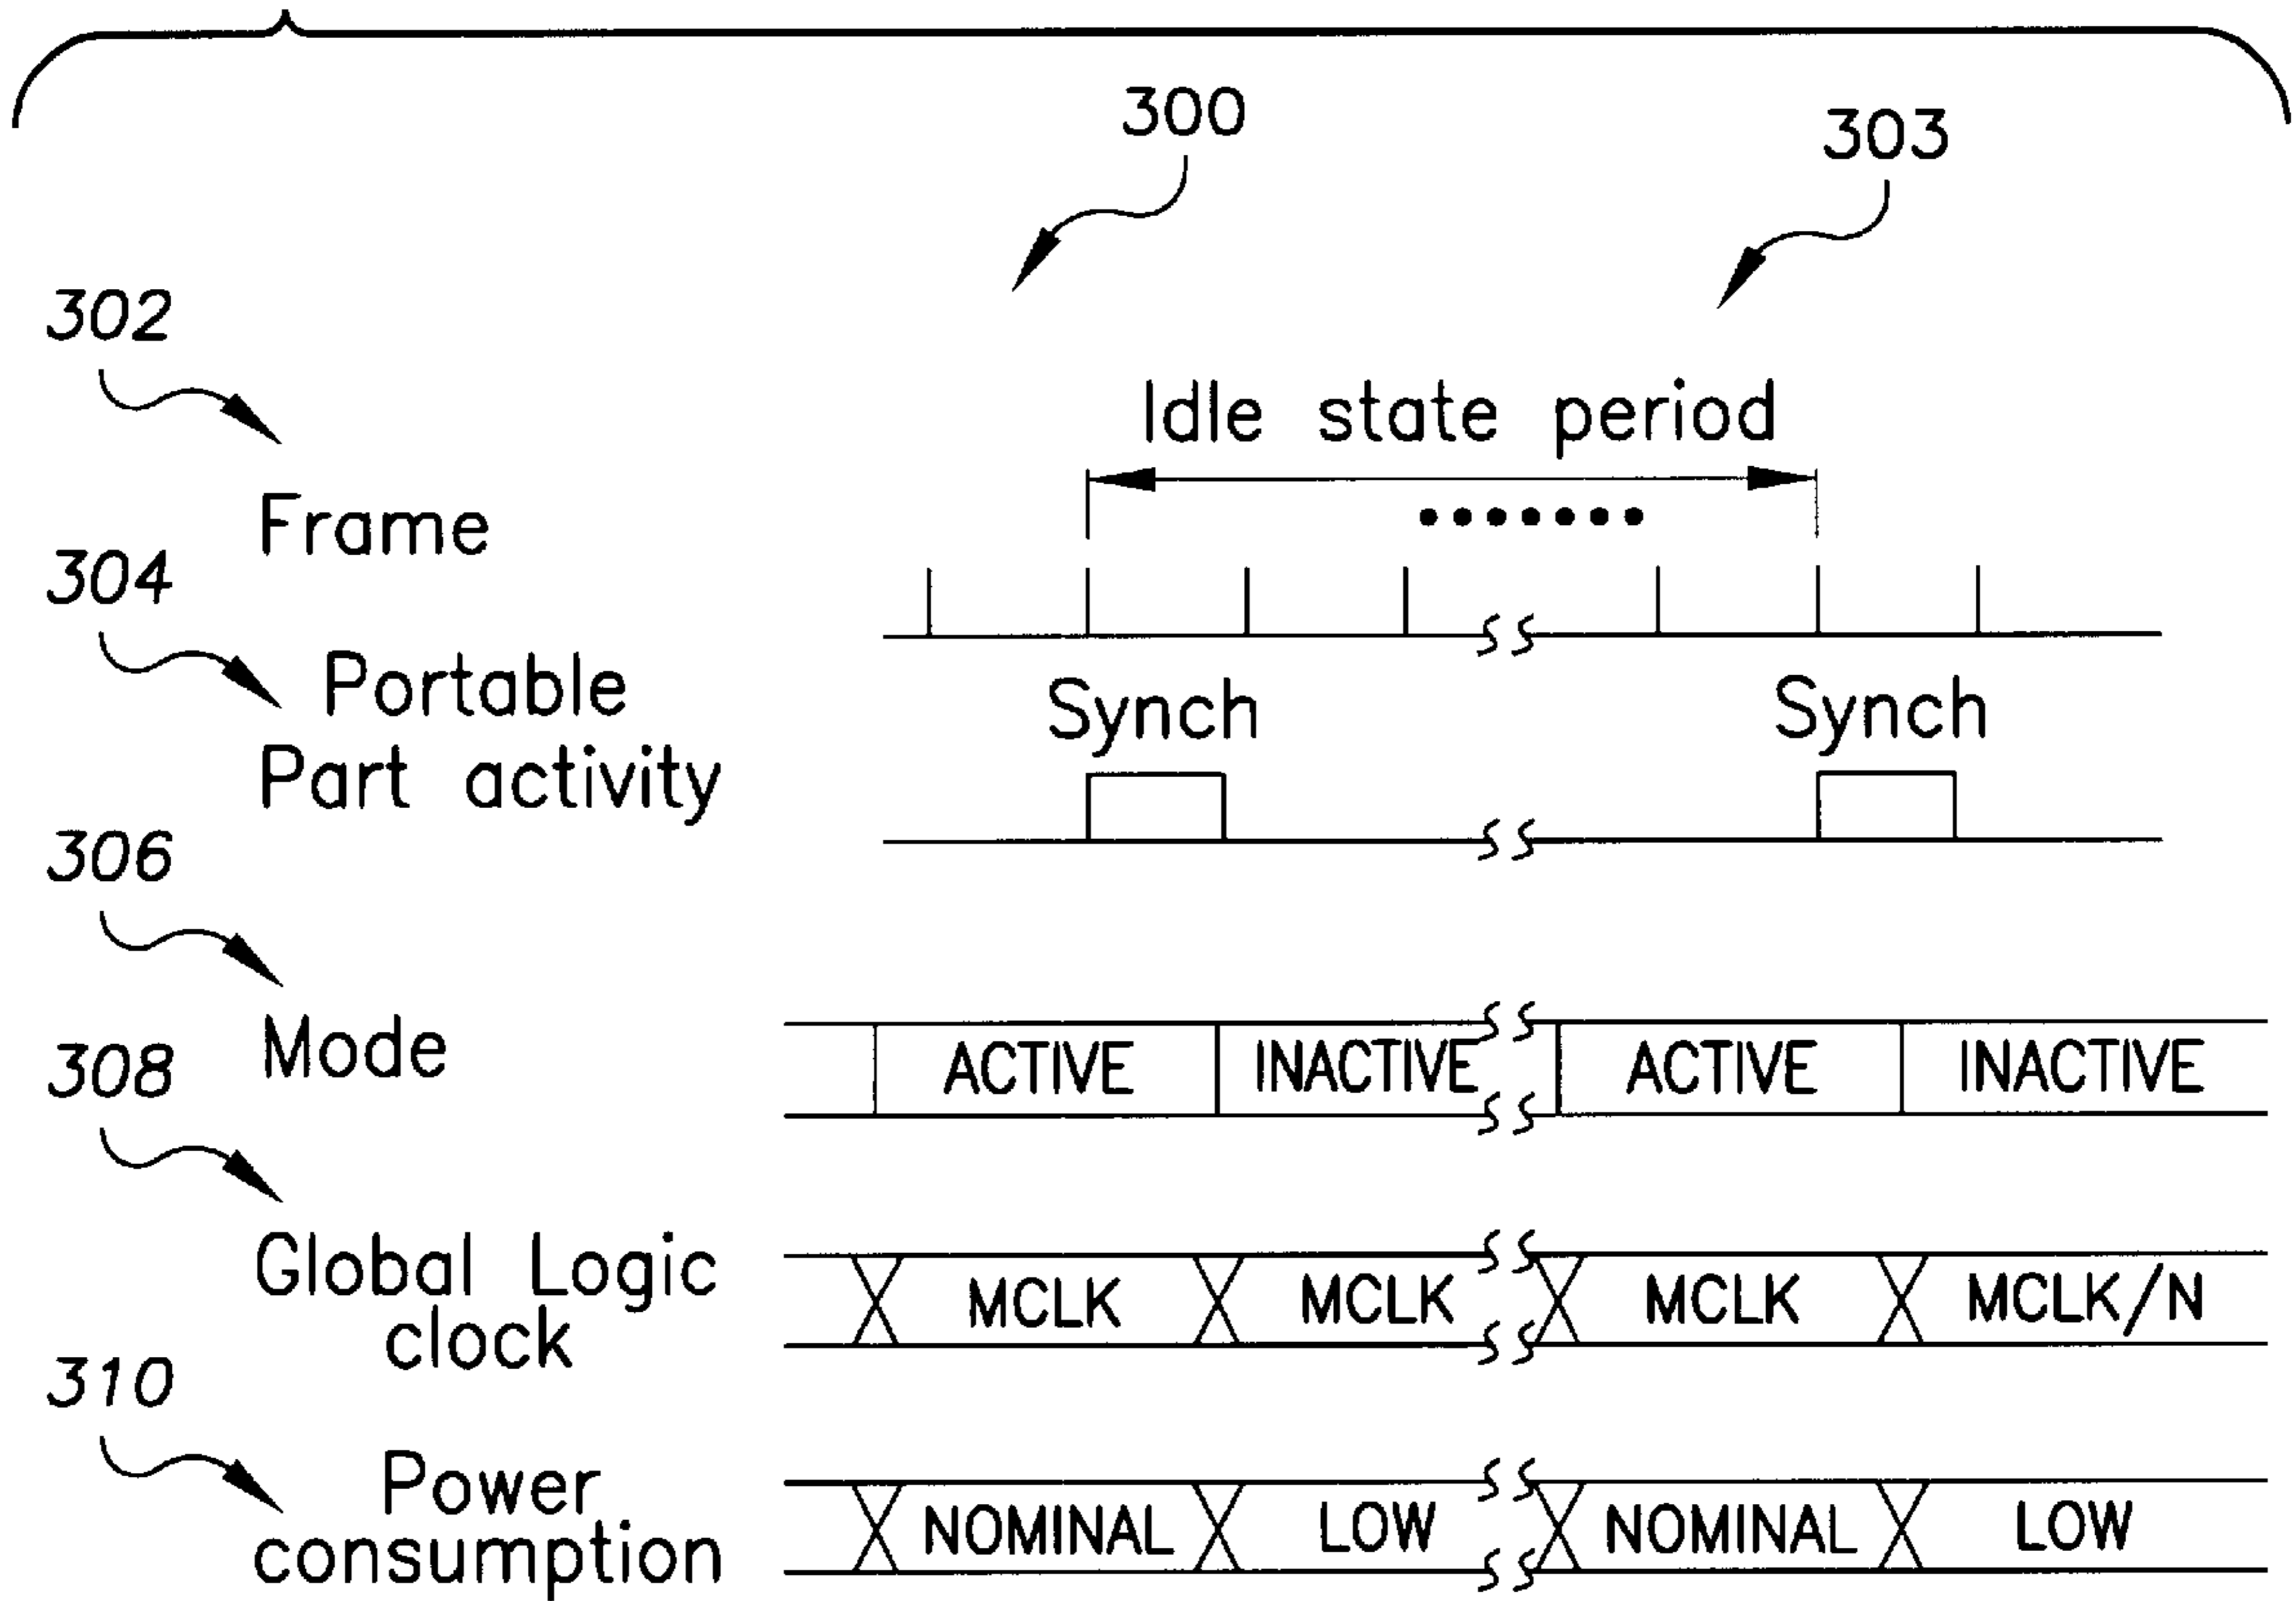 300
303
302
Idle state period
Frame
304
Portable
Part activity
Synch Synch
306
Mode
ACTIVE INACTIVE ACTIVE INACTIVE
308
Global Logic
clock
MCLK MCLK MCLK MCLK/N
310
Power
consumption
NOMINAL LOW NOMINAL LOW